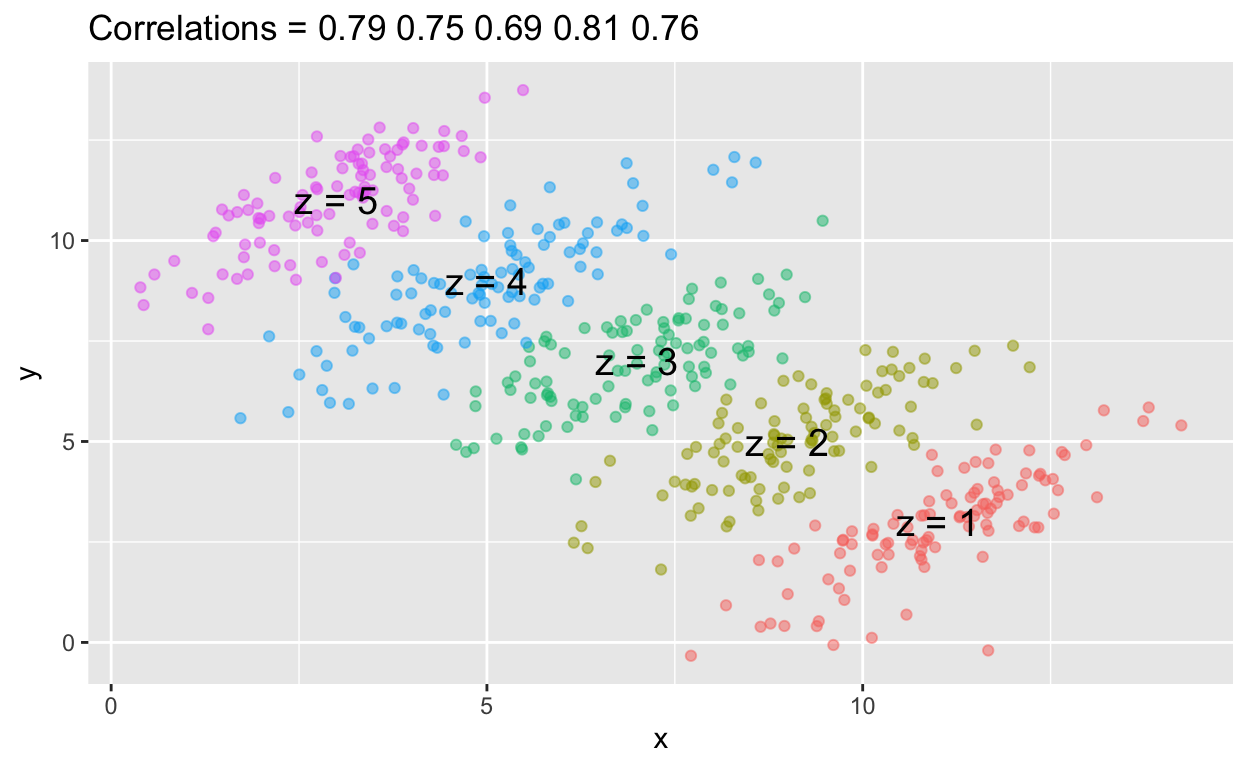 Correlations = 0.79 0.75 0.69 0.81 0.76
z = 5
10
z = 4
z = 3
y
5
z = 2
z = 1
0
0 5 10
x